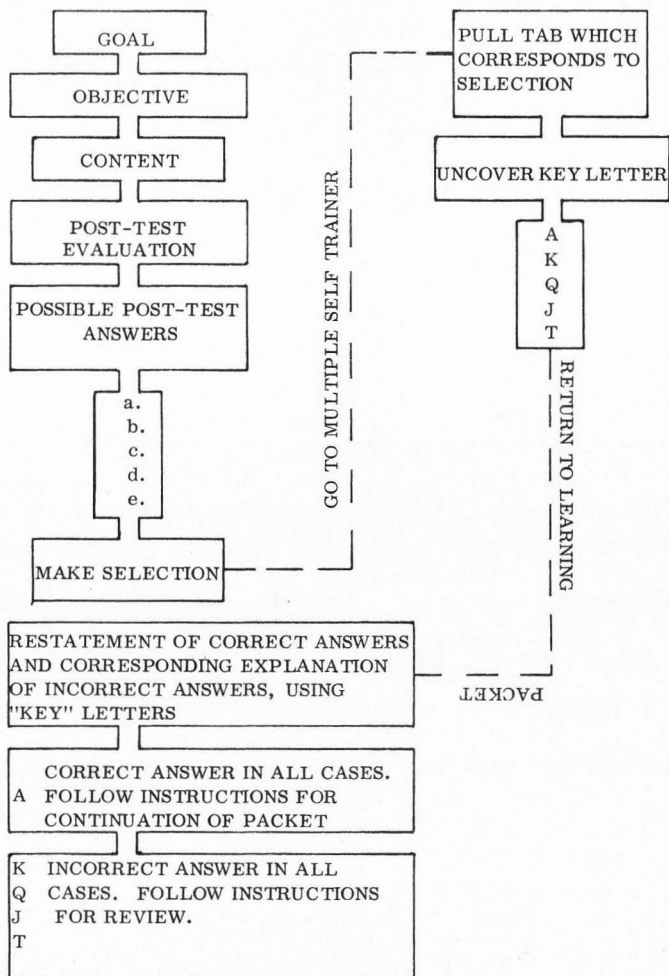 GOAL
OBJECTIVE
CONTENT
POST-TEST
EVALUATION
POSSIBLE POST-TEST
ANSWERS
a.
b.
c.
d.
e.
MAKE SELECTION
GO TO MULTIPLE SELF TRAINER
PULL TAB WHICH
CORRESPONDS TO
SELECTION
UNCOVER KEY LETTER
A
K
Q
J
T
RETURN TO LEARNING
PACKET
RESTATEMENT OF CORRECT ANSWERS
AND CORRESPONDING EXPLANATION
OF INCORRECT ANSWERS, USING
"KEY" LETTERS
CORRECT ANSWER IN ALL CASES.
A FOLLOW INSTRUCTIONS FOR
CONTINUATION OF PACKET
K INCORRECT ANSWER IN ALL
Q CASES. FOLLOW INSTRUCTIONS
J FOR REVIEW.
T